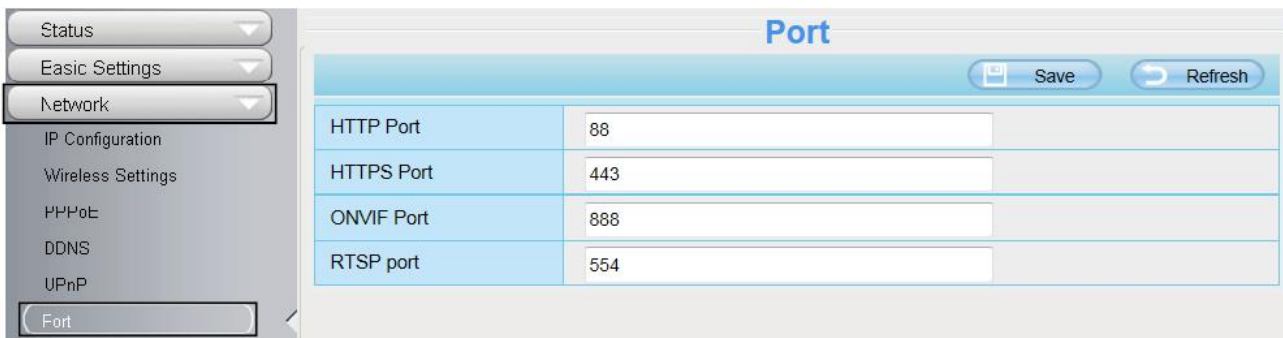 Status
Easic Settings
Network
IP Configuration
Wireless Settings
PPPoE
DDNS
UPnP
Fort
Port
Save
Refresh
HTTP Port
88
HTTPS Port
443
ONVIF Port
888
RTSP port
554